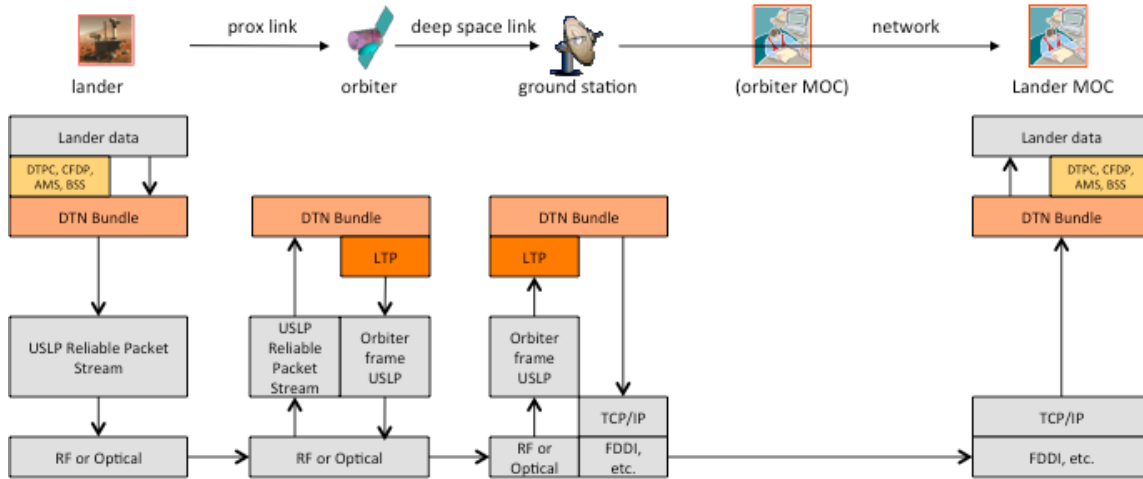 prox link
deep space link
network
lander
orbiter
ground station
(orbiter MOC)
Lander MOC
Lander data
DTPC, CFDP,
AMS, BSS
DTN Bundle
USLP Reliable Packet
Stream
RF or Optical
DTN Bundle
LTP
USLP
Reliable
Packet
Stream
Orbiter
frame
USLP
RF or Optical
DTN Bundle
LTP
Orbiter
frame
USLP
TCP/IP
RF or
Optical
FDDI,
etc.
Lander data
DTPC, CFDP,
AMS, BSS
DTN Bundle
TCP/IP
FDDI, etc.